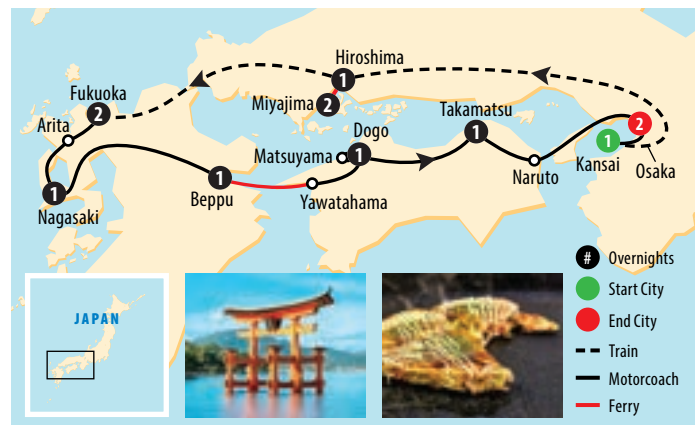 Hiroshima
1
Fukuoka
2
Miyajima
2
Takamatsu
1
Arita
Dogo
Matsuyama
1
2
1
Kansai
Osaka
Naruto
1
Nagasaki
1
Beppu
Yawatahama
# Overnights
Start City
End City
Train
Motorcoach
Ferry
JAPAN